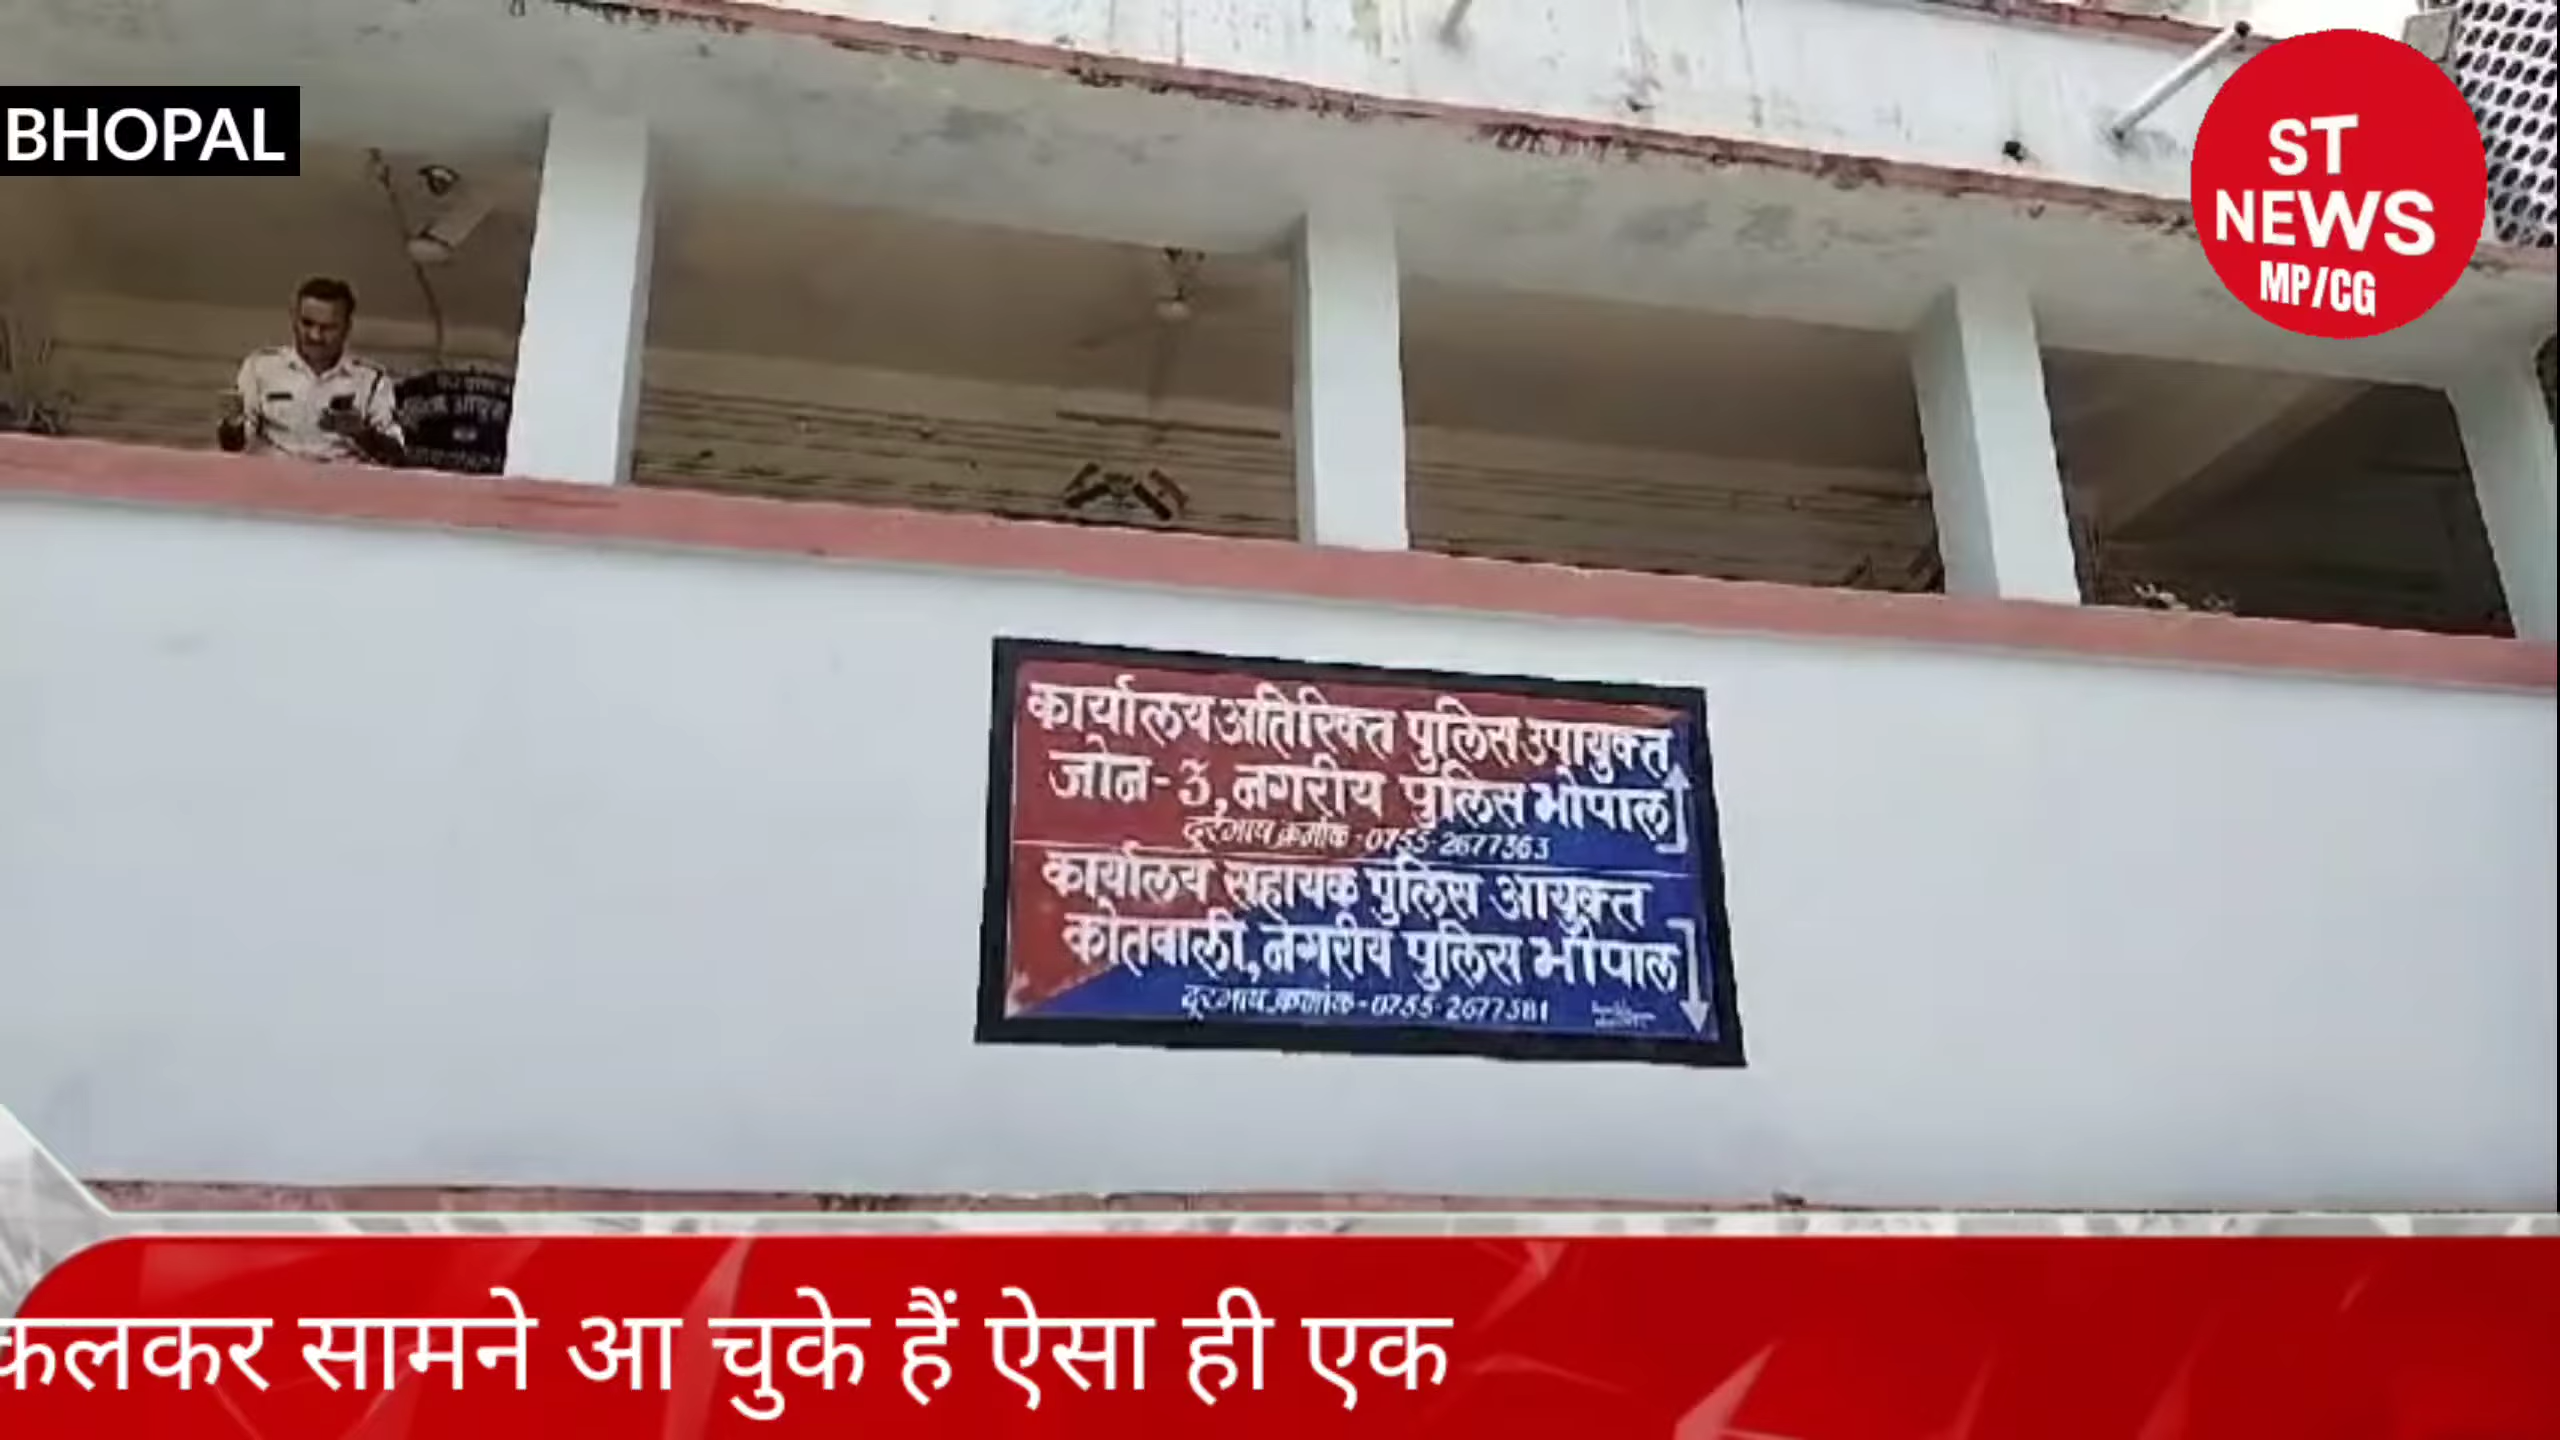 BHOPAL
ST
NEWS
MP/CG
कार्यालय अतिरिक्त पुलिस उपायुक्त
जोन-3, नगरीय पुलिस भोपाल
दूरभाष क्रमांक-0755-2677363
कार्यालय सहायक पुलिस आयुक्त
कोतवाली, नगरीय पुलिस भोपाल
दूरभाष क्रमांक-0755-2677381
कलकर सामने आ चुके हैं ऐसा ही एक